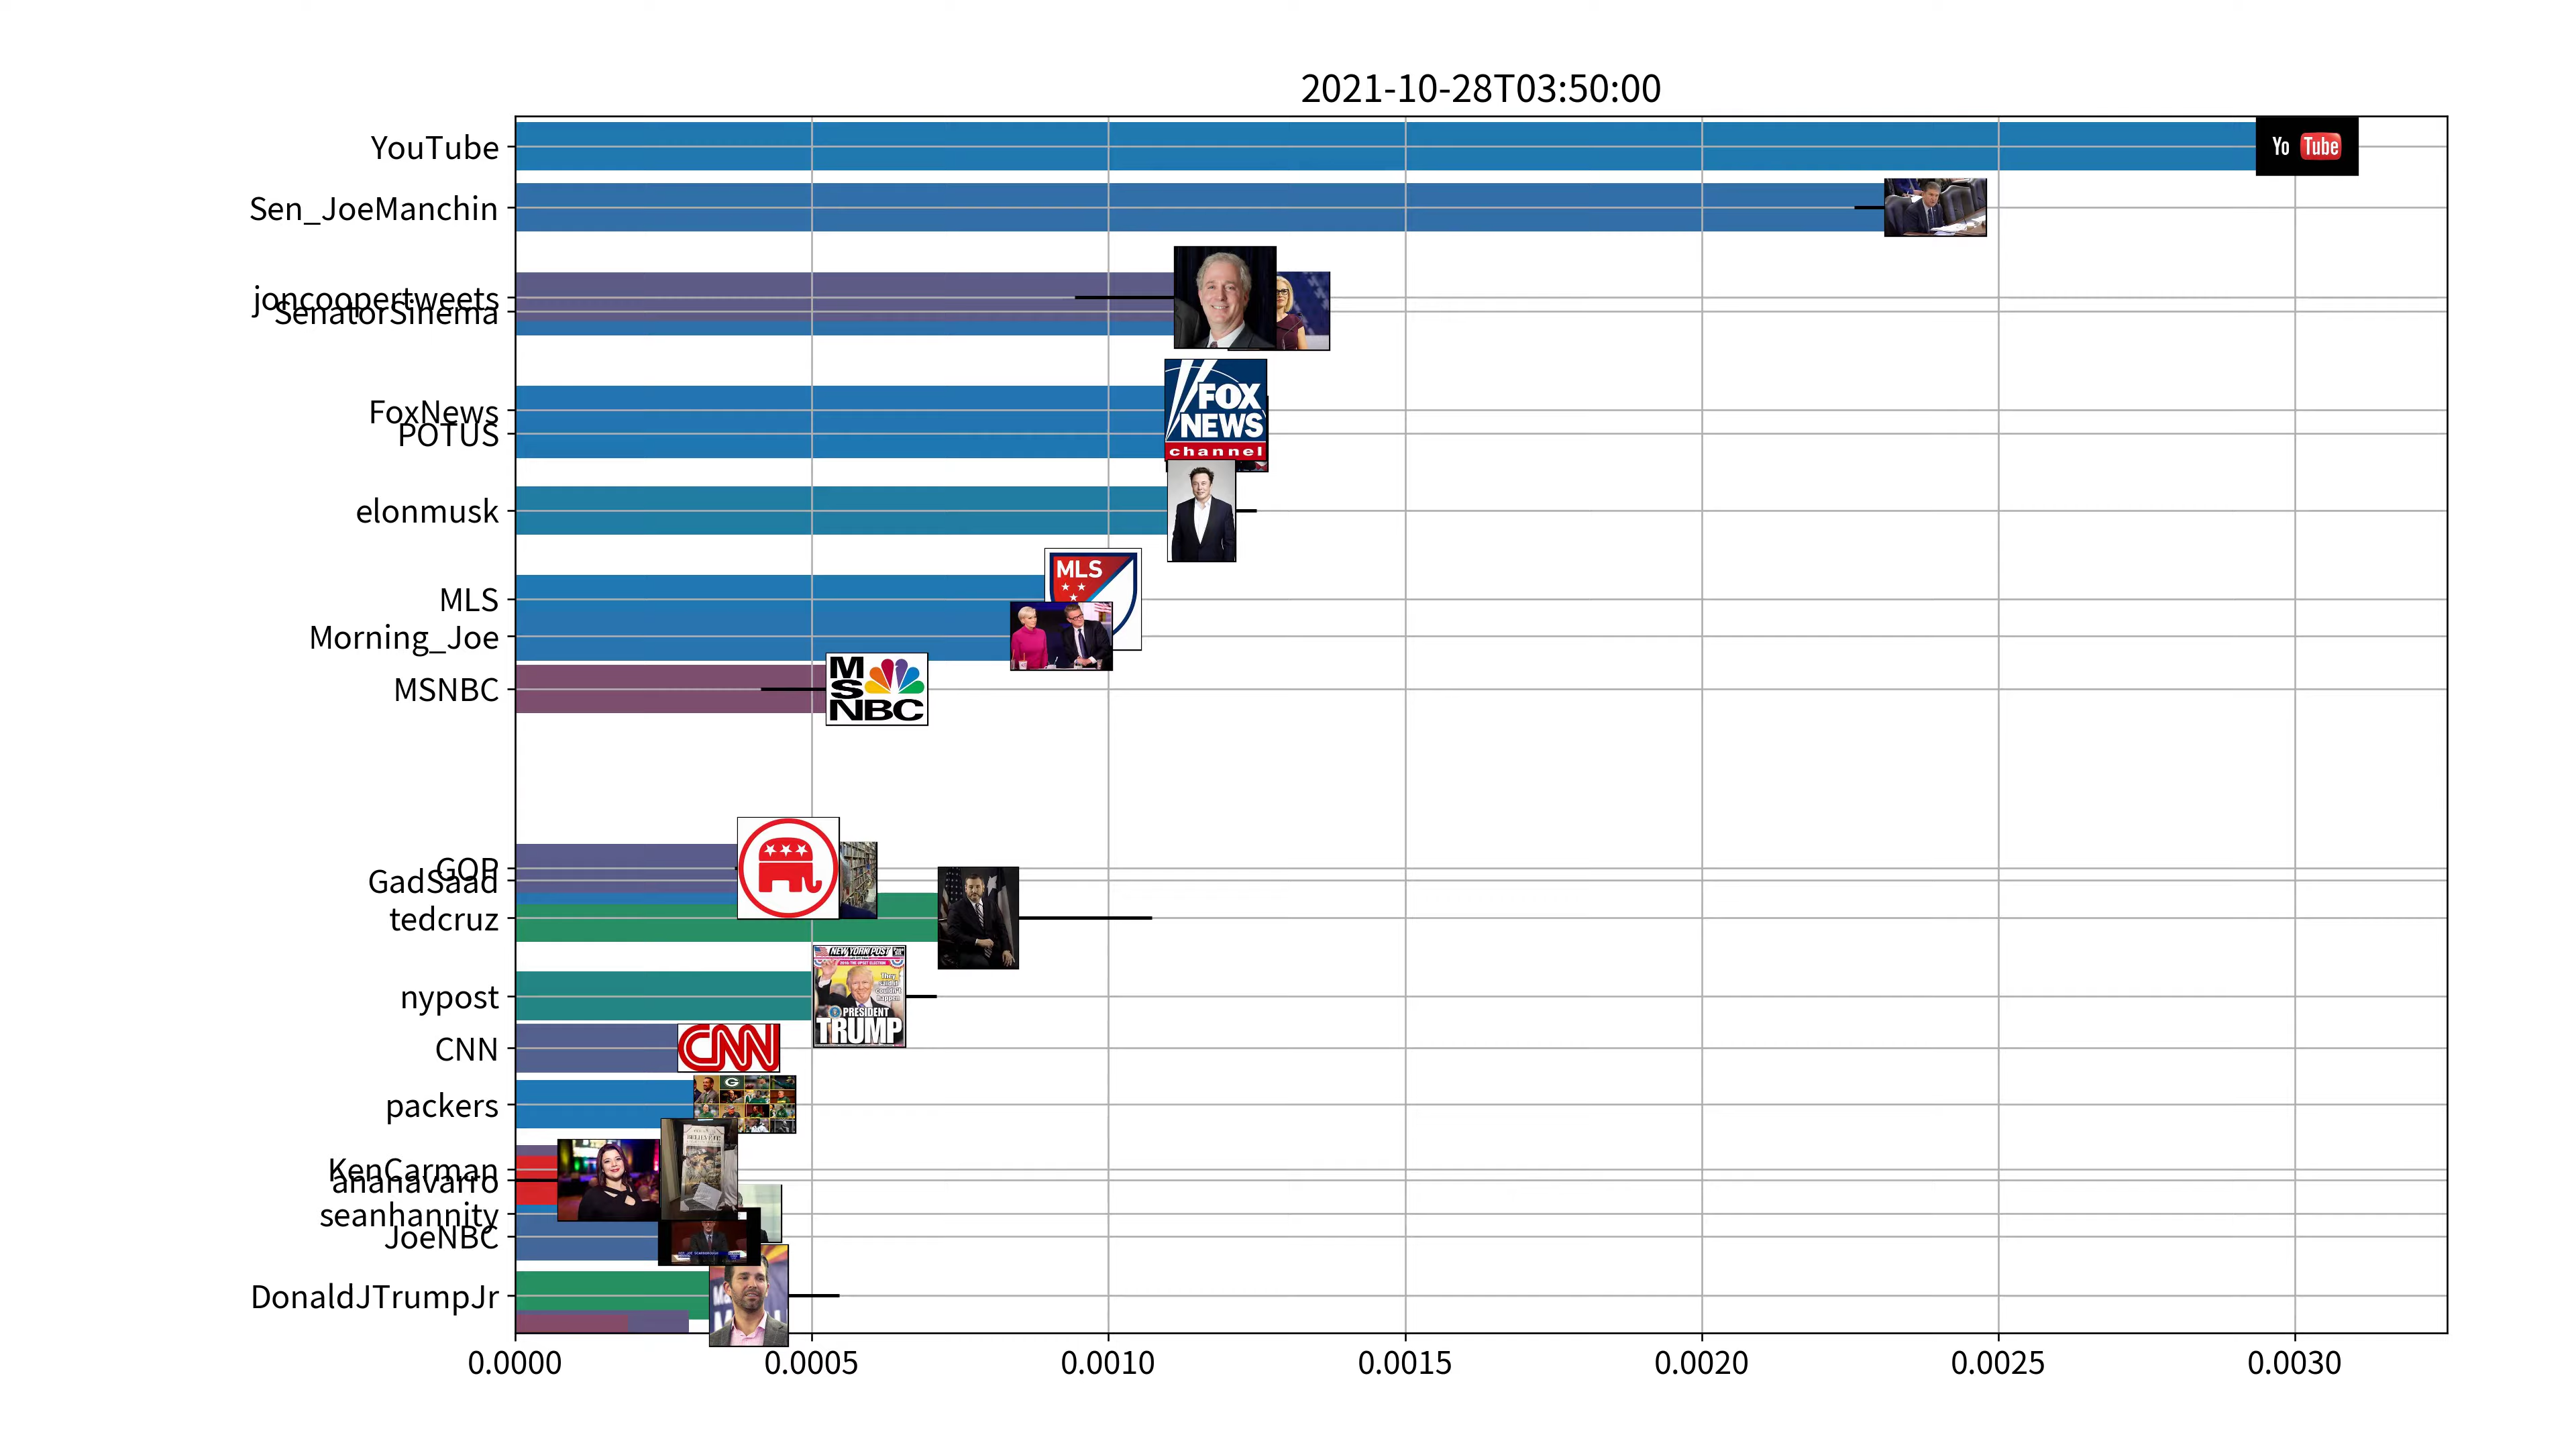 2021-10-28T03:50:00
YouTube
Yo Tube
Sen_JoeManchin
joncoopertweets
SenatorSinema
FoxNews
FOX
NEWS
channel
POTUS
elonmusk
MLS
MLS
Morning_Joe
MSNBC
M
S
NBC
GOP
GadSaad
tedcruz
nypost
NEW YORK POST
PRESIDENT
TRUMP
CNN
CNN
packers
KenCarman
ananavarro
seanhannity
JoeNBC
DonaldJTrumpJr
0.0000 0.0005 0.0010 0.0015 0.0020 0.0025 0.0030